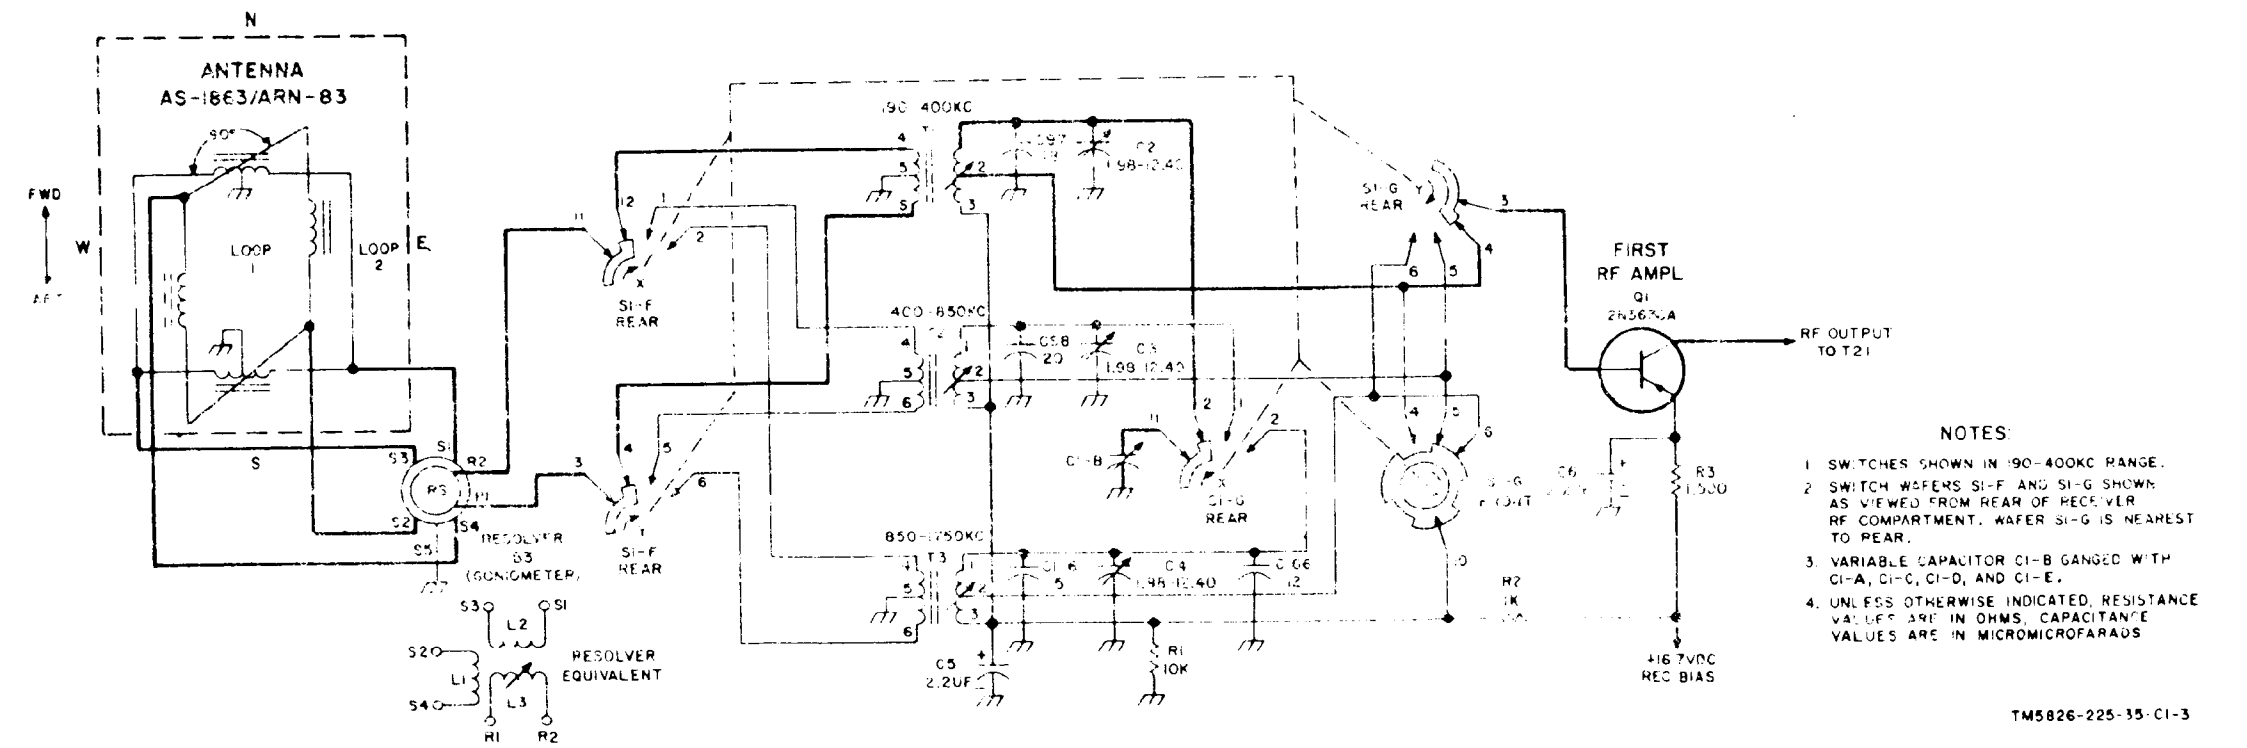 N
ANTENNA
AS-1863/ARN-83
90°
FWD
W
LOOP
1
LOOP
2
E
S
S3
S1
R2
R1
S2
S4
S5
RESOLVER
B3
(GONIOMETER)
S3
S1
L2
S2
L1
S4
L3
R1
R2
RESOLVER
EQUIVALENT
11
12
1
2
X
S1-F
REAR
3
4
5
6
Y
S1-F
REAR
190-400KC
4
5
2
3
C2
1.98-12.40
400-850KC
4
5
6
1
2
3
C98
20
C3
1.98-12.40
850-1750KC
T3
4
5
6
1
2
3
5
C4
1.98-12.40
12
C5
+
2.2UF
R1
10K
11
C1-B
2
1
2
X
S1-G
REAR
S1-G
REAR
Y
3
4
6
5
4
5
6
S1-G
FRONT
10
R2
1K
FIRST
RF AMPL
Q1
RF OUTPUT
TO T21
C6
+
R3
1,500
+16.7VDC
REC BIAS
NOTES:
1 SWITCHES SHOWN IN 190-400KC RANGE.
2 SWITCH WAFERS S1-F AND S1-G SHOWN
AS VIEWED FROM REAR OF RECEIVER
RF COMPARTMENT. WAFER S1-G IS NEAREST
TO REAR.
3. VARIABLE CAPACITOR C1-B GANGED WITH
C1-A, C1-C, C1-D, AND C1-E.
4. UNLESS OTHERWISE INDICATED, RESISTANCE
VALUES ARE IN OHMS, CAPACITANCE
VALUES ARE IN MICROMICROFARADS
TM5826-225-35-C1-3